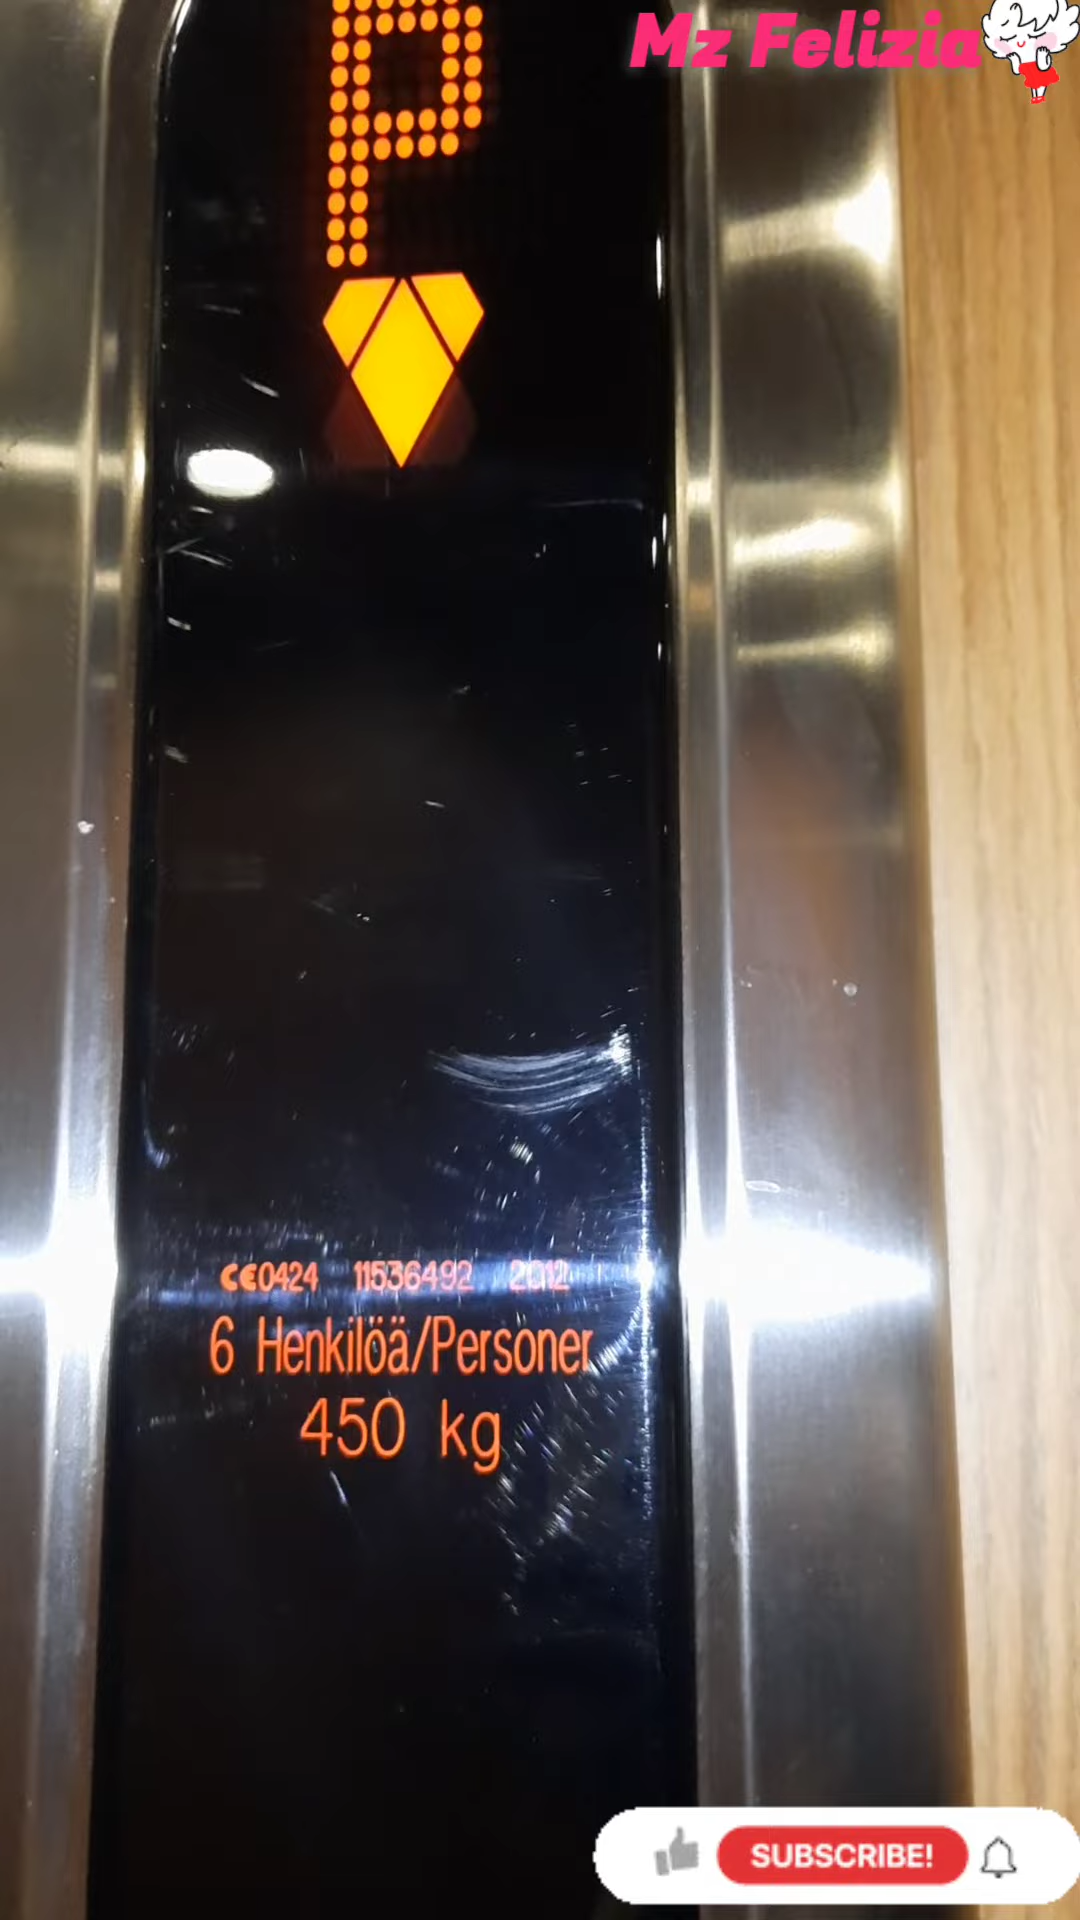 Mz Felizia
P
CE0424 11536492 2012
6 Henkilöä/Personer
450 kg
SUBSCRIBE!